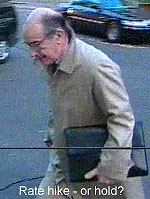 Rate hike - or hold?